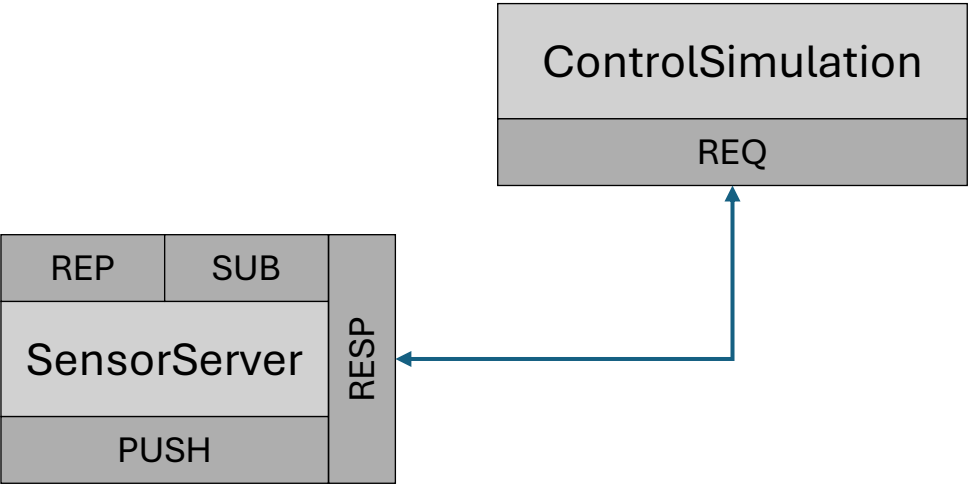 ControlSimulation
REQ
REP
SUB
SensorServer
RESP
PUSH